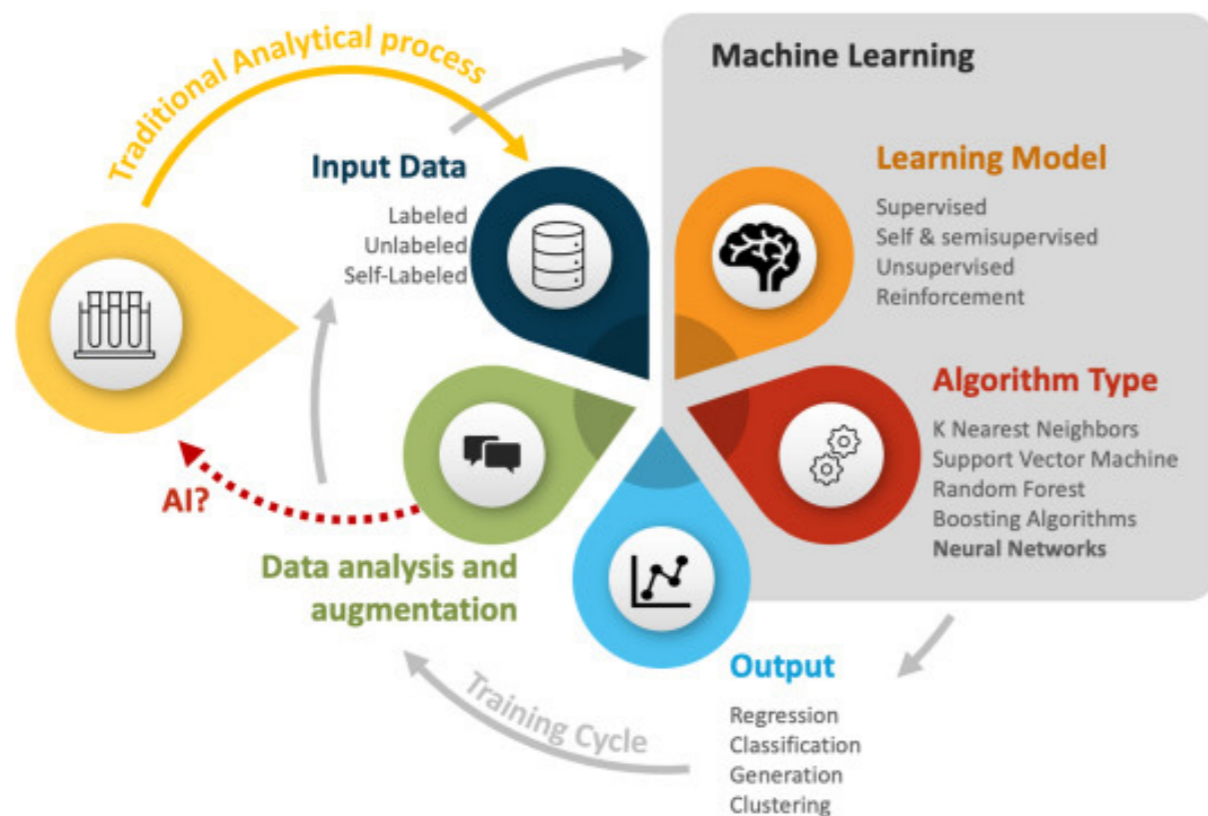 Traditional Analytical process
Machine Learning
Input Data
Labeled
Unlabeled
Self-Labeled
Learning Model
Supervised
Self & semisupervised
Unsupervised
Reinforcement
Algorithm Type
K Nearest Neighbors
Support Vector Machine
Random Forest
Boosting Algorithms
Neural Networks
AI?
Data analysis and
augmentation
Training Cycle
Output
Regression
Classification
Generation
Clustering